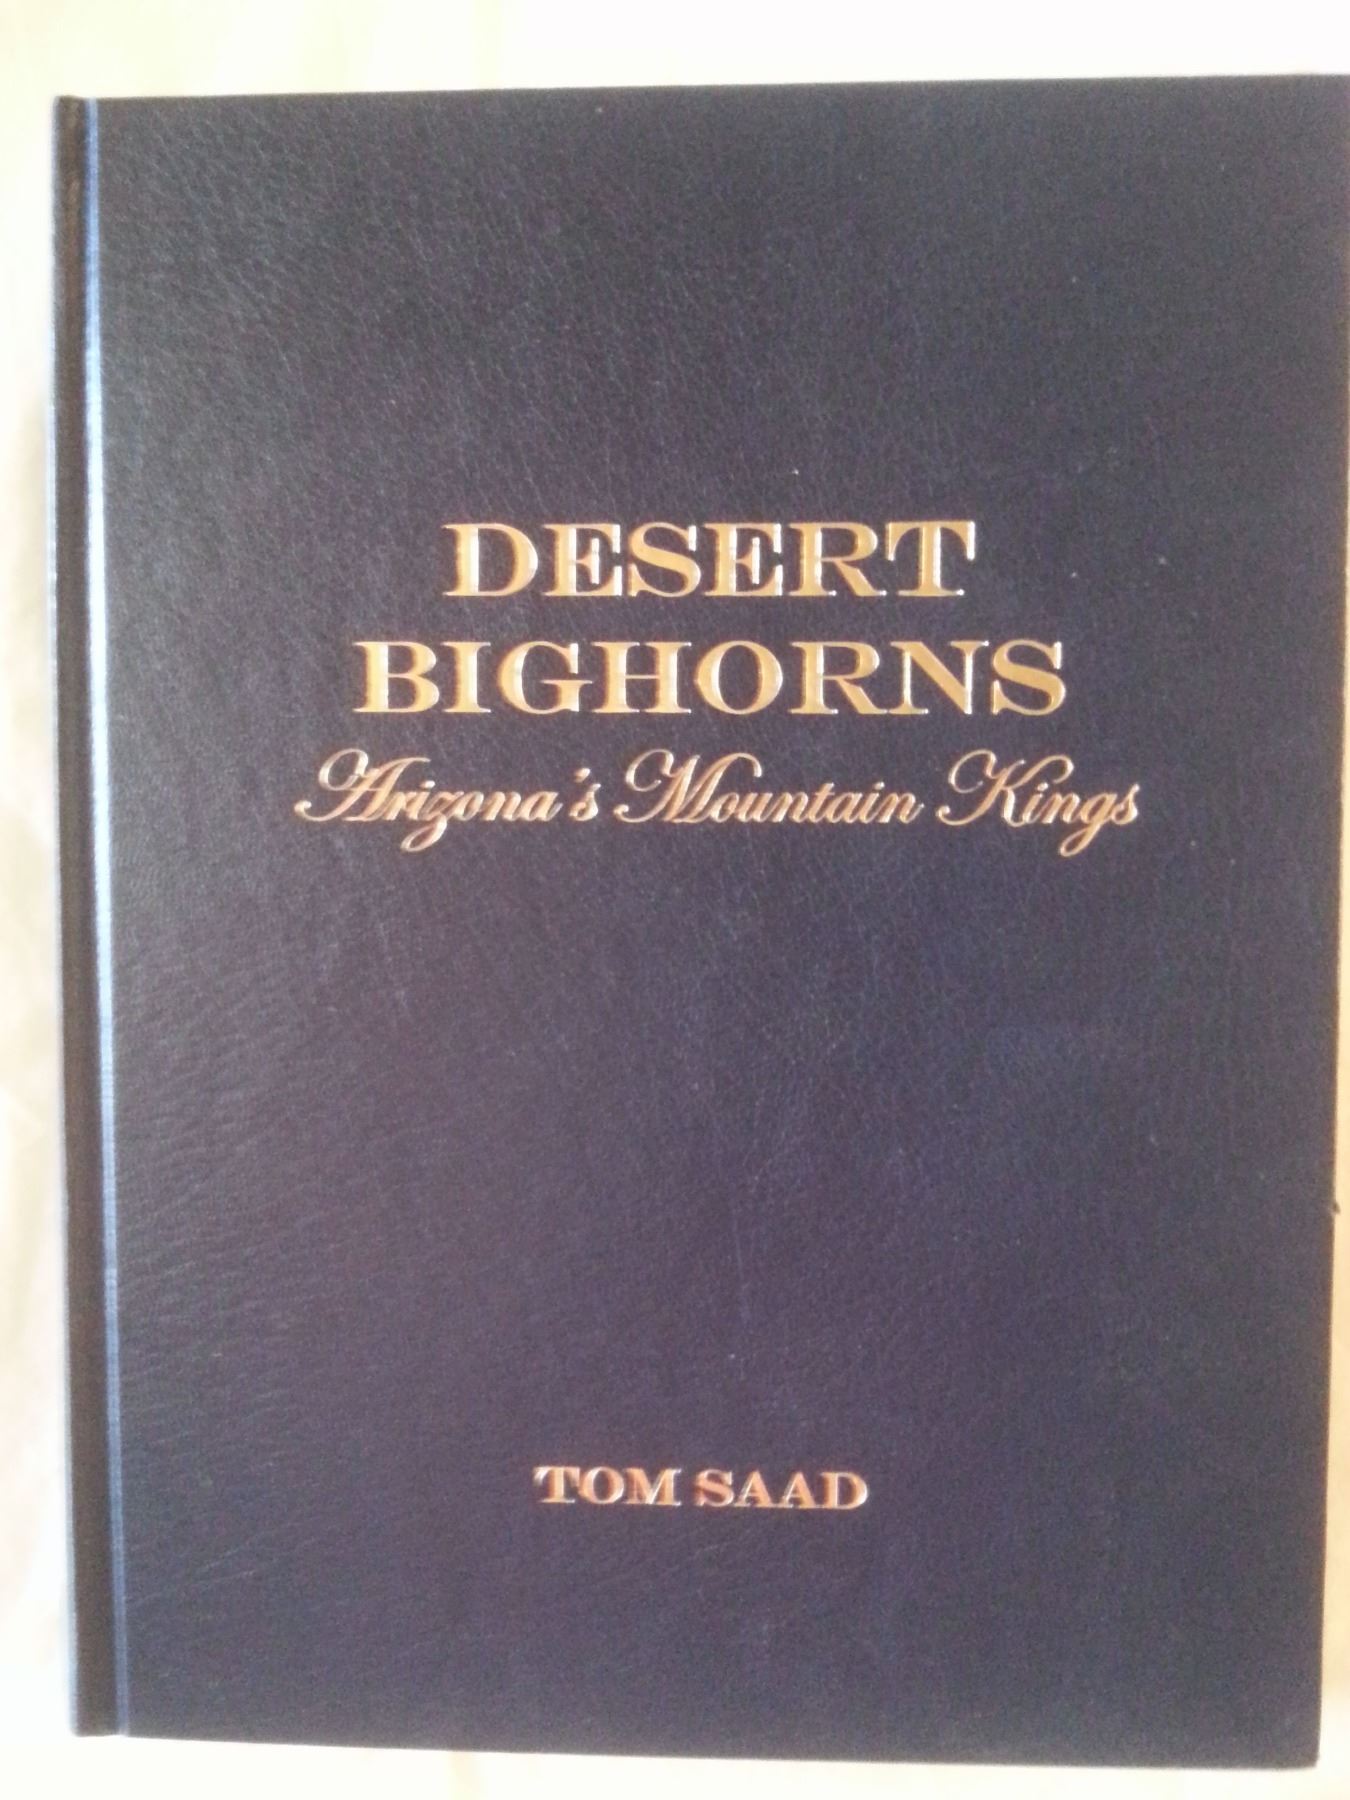 DESERT
BIGHORNS
Arizona's Mountain Kings
TOM SAAD